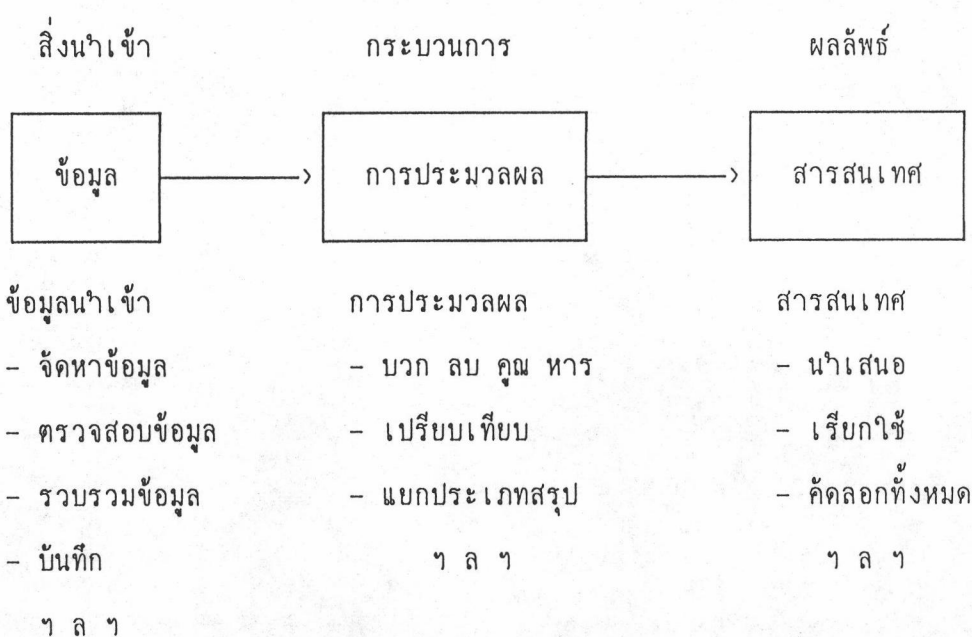 สิ่งนำเข้า กระบวนการ ผลลัพธ์
ข้อมูล การประมวลผล สารสนเทศ
ข้อมูลนำเข้า การประมวลผล สารสนเทศ
- จัดหาข้อมูล - บวก ลบ คูณ หาร - นำเสนอ
- ตรวจสอบข้อมูล - เปรียบเทียบ - เรียกใช้
- รวบรวมข้อมูล - แยกประเภทสรุป - คัดลอกทั้งหมด
- บันทึก ฯ ล ฯ ฯ ล ฯ
ฯ ล ฯ